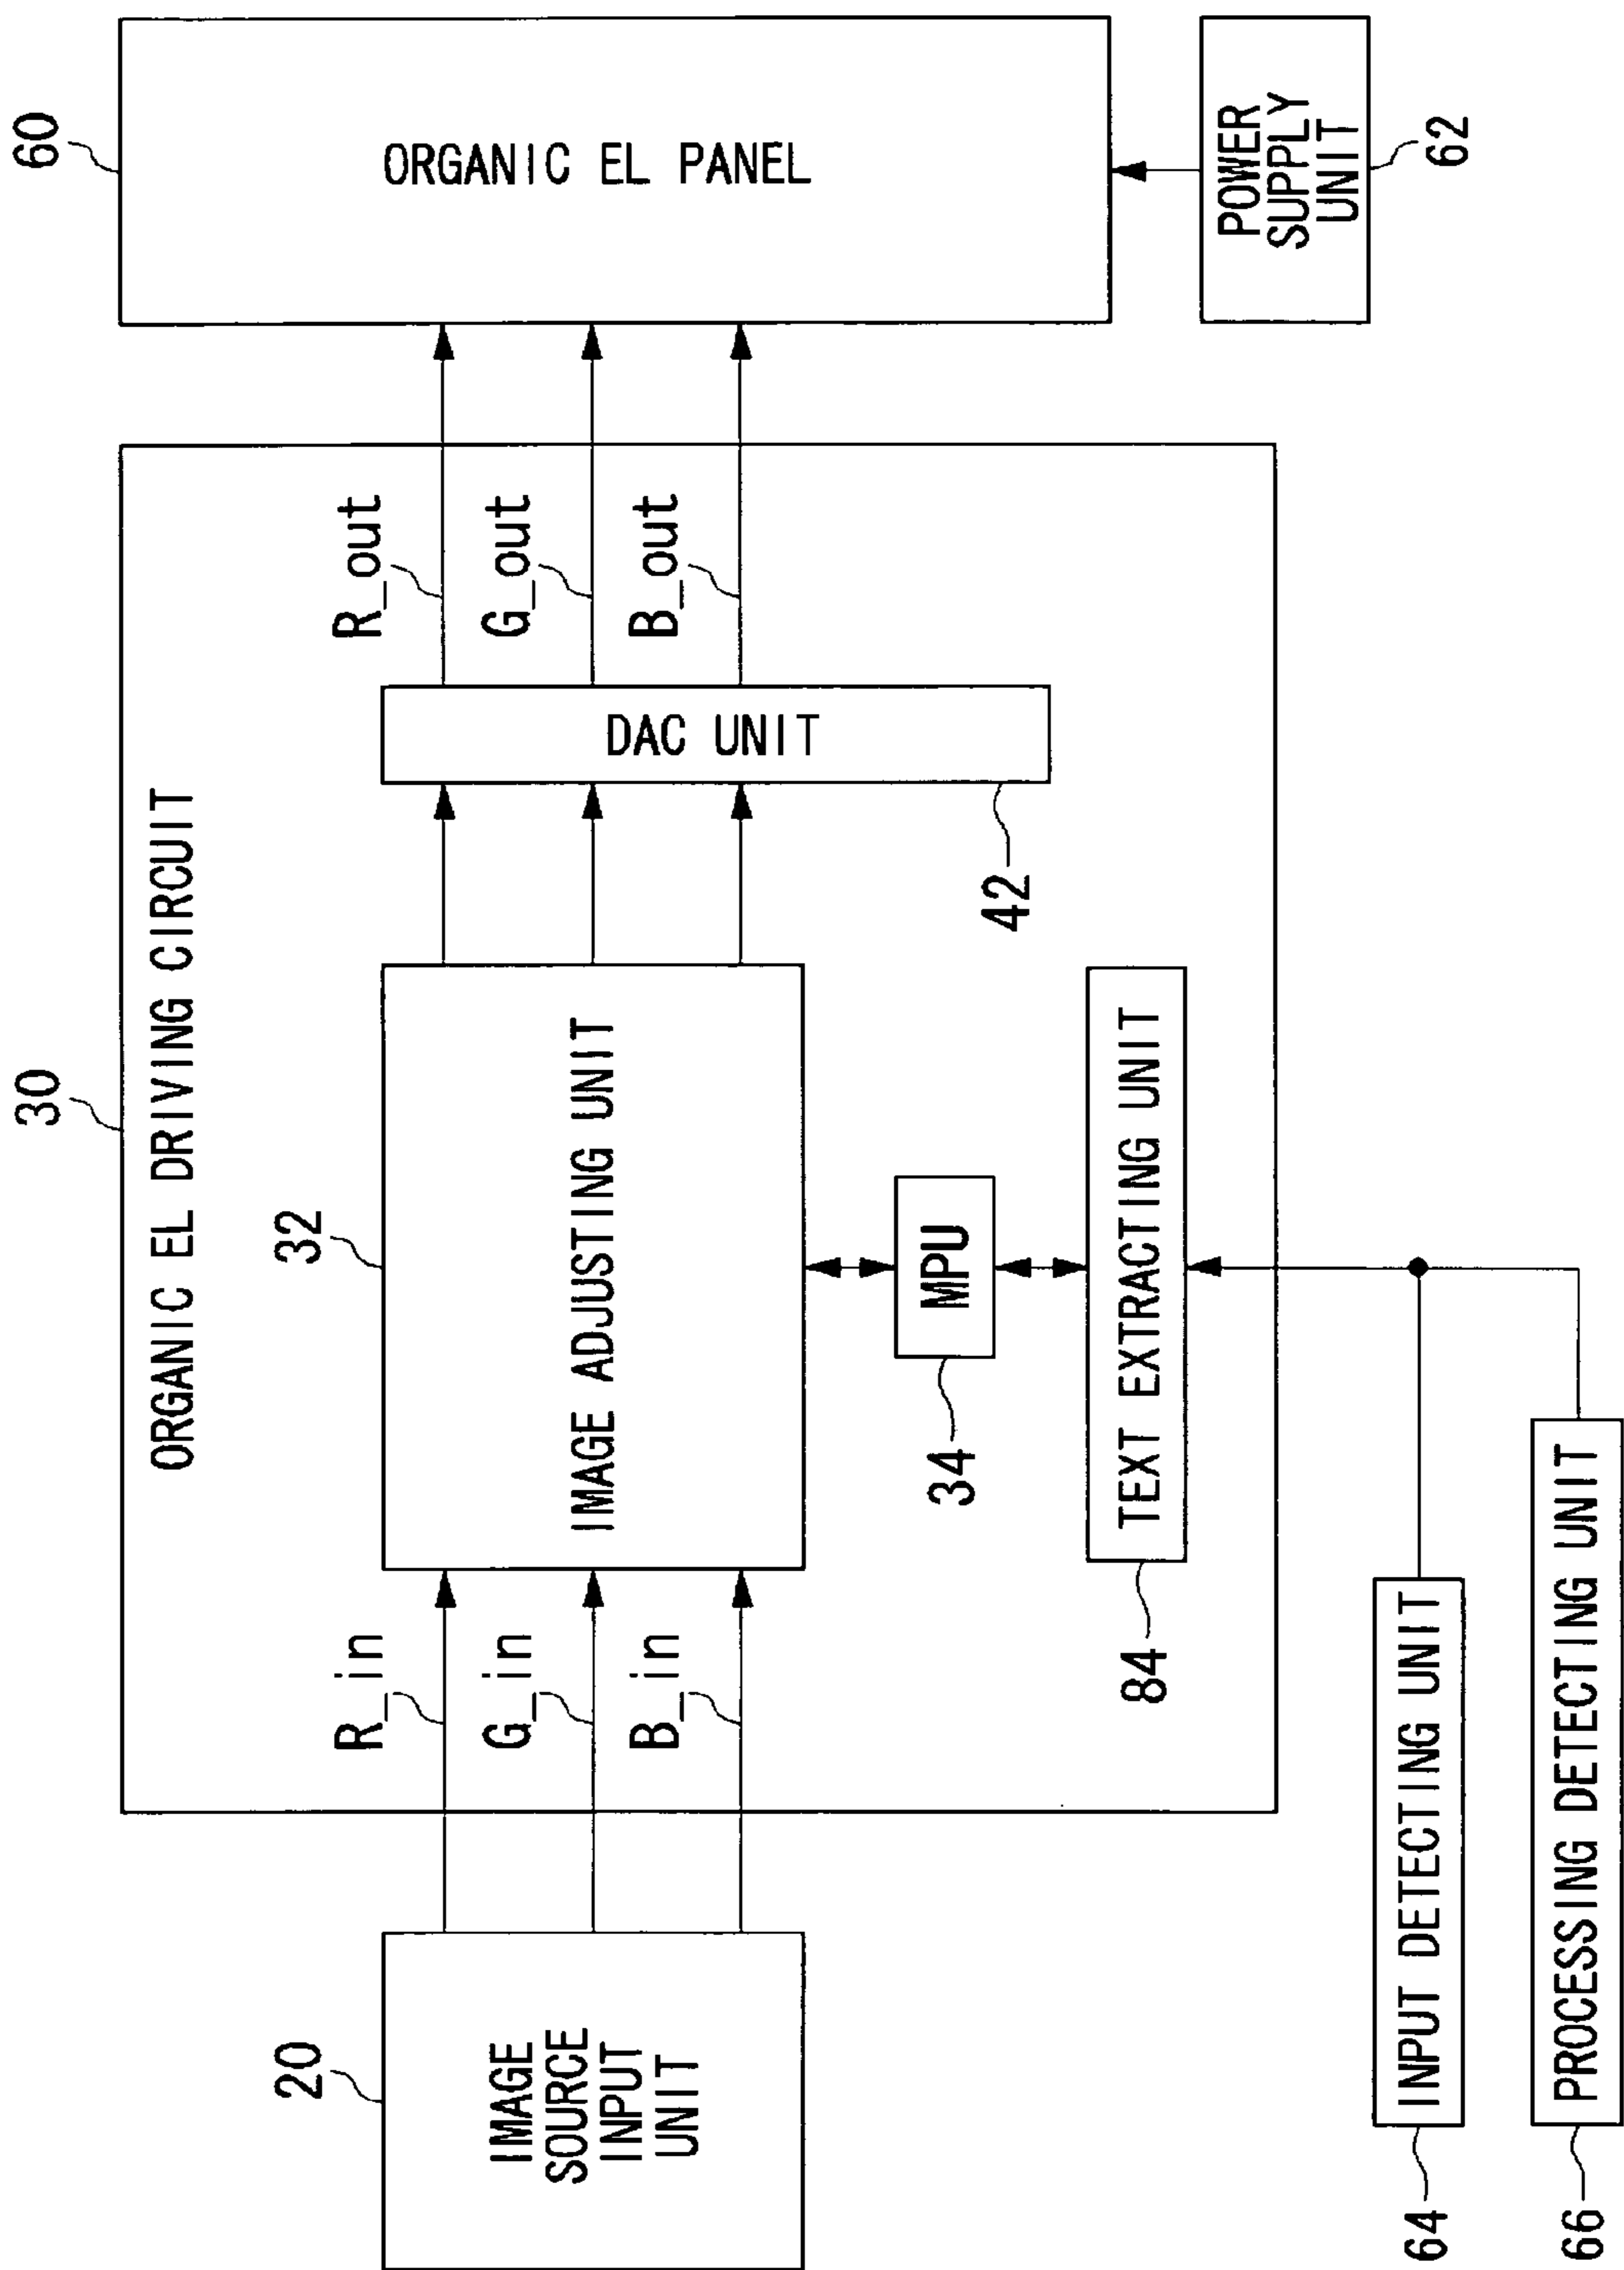 30
60
ORGANIC EL DRIVING CIRCUIT
20
IMAGE
SOURCE
INPUT
UNIT
R_in
G_in
B_in
32
IMAGE ADJUSTING UNIT
DAC UNIT
42
R_out
G_out
B_out
ORGANIC EL PANEL
34
MPU
84
TEXT EXTRACTING UNIT
POWER
SUPPLY
UNIT
62
64
INPUT DETECTING UNIT
66
PROCESSING DETECTING UNIT